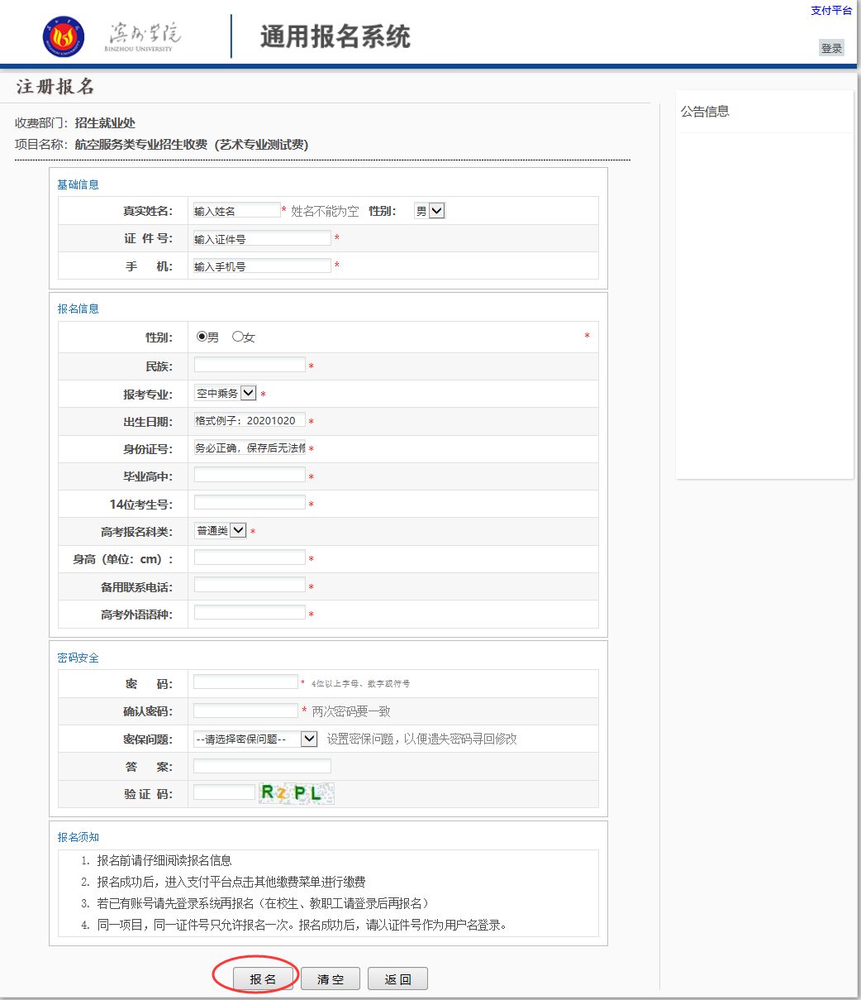 支付平台
滨州学院
BINZHOU UNIVERSITY
通用报名系统
登录
注册报名
收费部门：招生就业处
项目名称：航空服务类专业招生收费（艺术专业测试费）
公告信息
基础信息
真实姓名： 输入姓名 * 姓名不能为空 性别： 男
证 件 号： 输入证件号 *
手 机： 输入手机号 *
报名信息
性别： 男 女 *
民族： *
报考专业： 空中乘务 *
出生日期： 格式例子：20201020 *
身份证号： 务必正确，保存后无法修 *
毕业高中： *
14位考生号： *
高考报名科类： 普通类 *
身高（单位：cm）： *
备用联系电话： *
高考外语语种： *
密码安全
密 码： * 4位以上字母、数字或符号
确认密码： * 两次密码要一致
密保问题： --请选择密保问题-- 设置密保问题，以便遗失密码寻回修改
答 案：
验 证 码： RzPL
报名须知
1. 报名前请仔细阅读报名信息
2. 报名成功后，进入支付平台点击其他缴费菜单进行缴费
3. 若已有账号请先登录系统再报名（在校生、教职工请登录后再报名）
4. 同一项目，同一证件号只允许报名一次。报名成功后，请以证件号作为用户名登录。
报 名 清 空 返 回